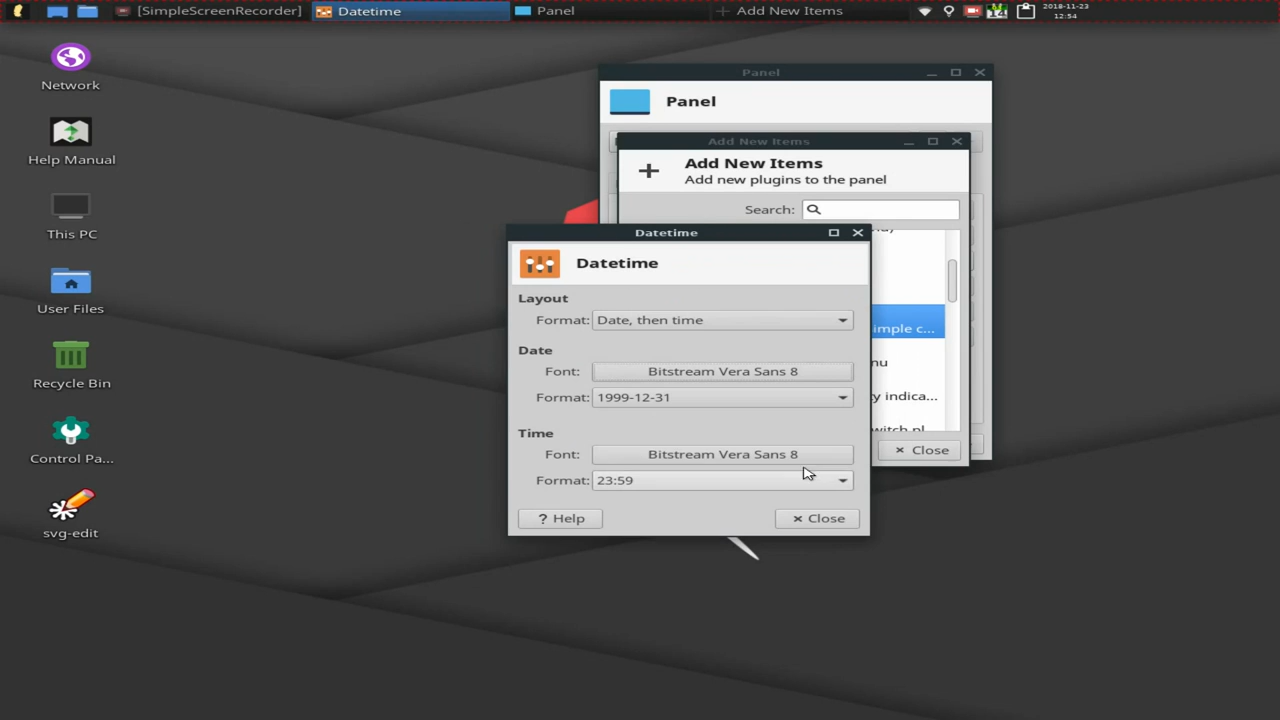 [SimpleScreenRecorder] Datetime Panel Add New Items 2018-11-23
12:54
Network
Help Manual
This PC
User Files
Recycle Bin
Control Pa...
svg-edit
Panel
Panel
Add New Items
Add New Items
Add new plugins to the panel
Search:
imple c...
nu
y indica...
witch pl
Close
Datetime
Datetime
Layout
Format: Date, then time
Date
Font: Bitstream Vera Sans 8
Format: 1999-12-31
Time
Font: Bitstream Vera Sans 8
Format: 23:59
? Help
Close